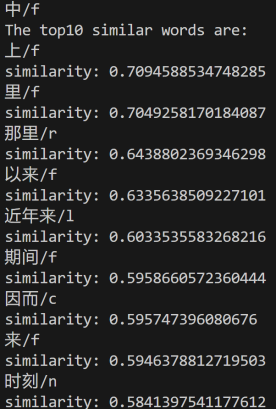 中/f
The top10 similar words are:
上/f
similarity: 0.7094588534748285
里/f
similarity: 0.7049258170184087
那里/r
similarity: 0.6438802369346298
以来/f
similarity: 0.6335638509227101
近年来/l
similarity: 0.6033535583268216
期间/f
similarity: 0.5958660572360444
因而/c
similarity: 0.595747396080676
来/f
similarity: 0.5946378812719503
时刻/n
similarity: 0.5841397541177612